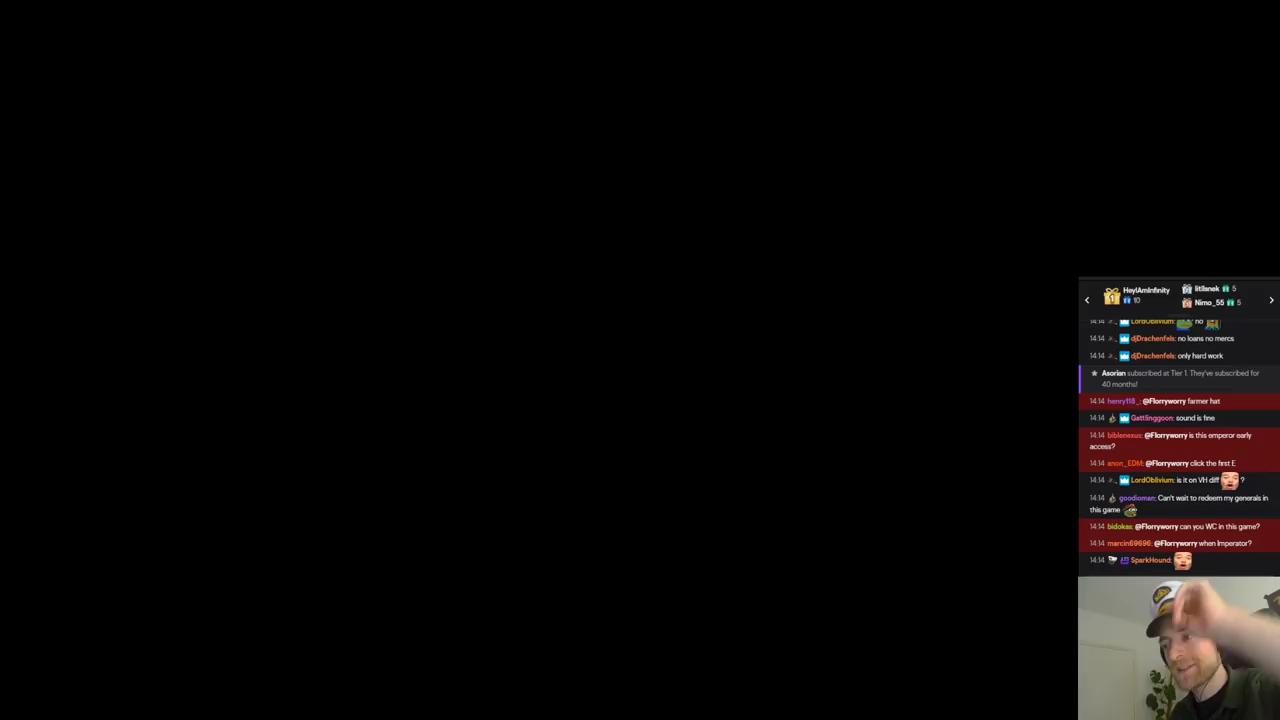 HeyIAmInfinity
10
litllsnek 5
Nimo_55 5
14:14 LordOblivium: no
14:14 djDrachenfels: no loans no mercs
14:14 djDrachenfels: only hard work
Asorian subscribed at Tier 1. They've subscribed for
40 months!
14:14 henry118_: @Florryworry farmer hat
14:14 Gattlinggoon: sound is fine
14:14 biblenexus: @Florryworry is this emperor early
access?
14:14 anon_EDM: @Florryworry click the first E
14:14 LordOblivium: is it on VH diff ?
14:14 goodioman: Can't wait to redeem my generals in
this game
14:14 bidokas: @Florryworry can you WC in this game?
14:14 marcin69696: @Florryworry when Imperator?
14:14 SparkHound: